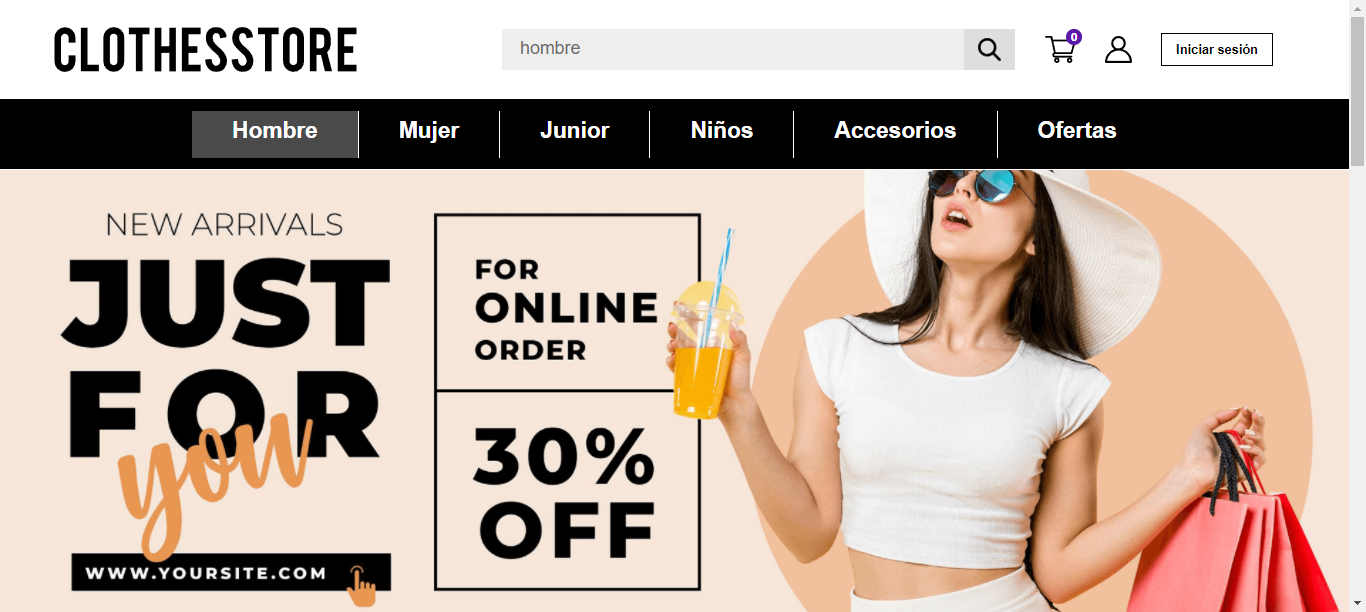 CLOTHESSTORE
hombre
0
Iniciar sesión
Hombre
Mujer
Junior
Niños
Accesorios
Ofertas
NEW ARRIVALS
JUST
FOR
you
WWW.YOURSITE.COM
FOR
ONLINE
ORDER
30%
OFF